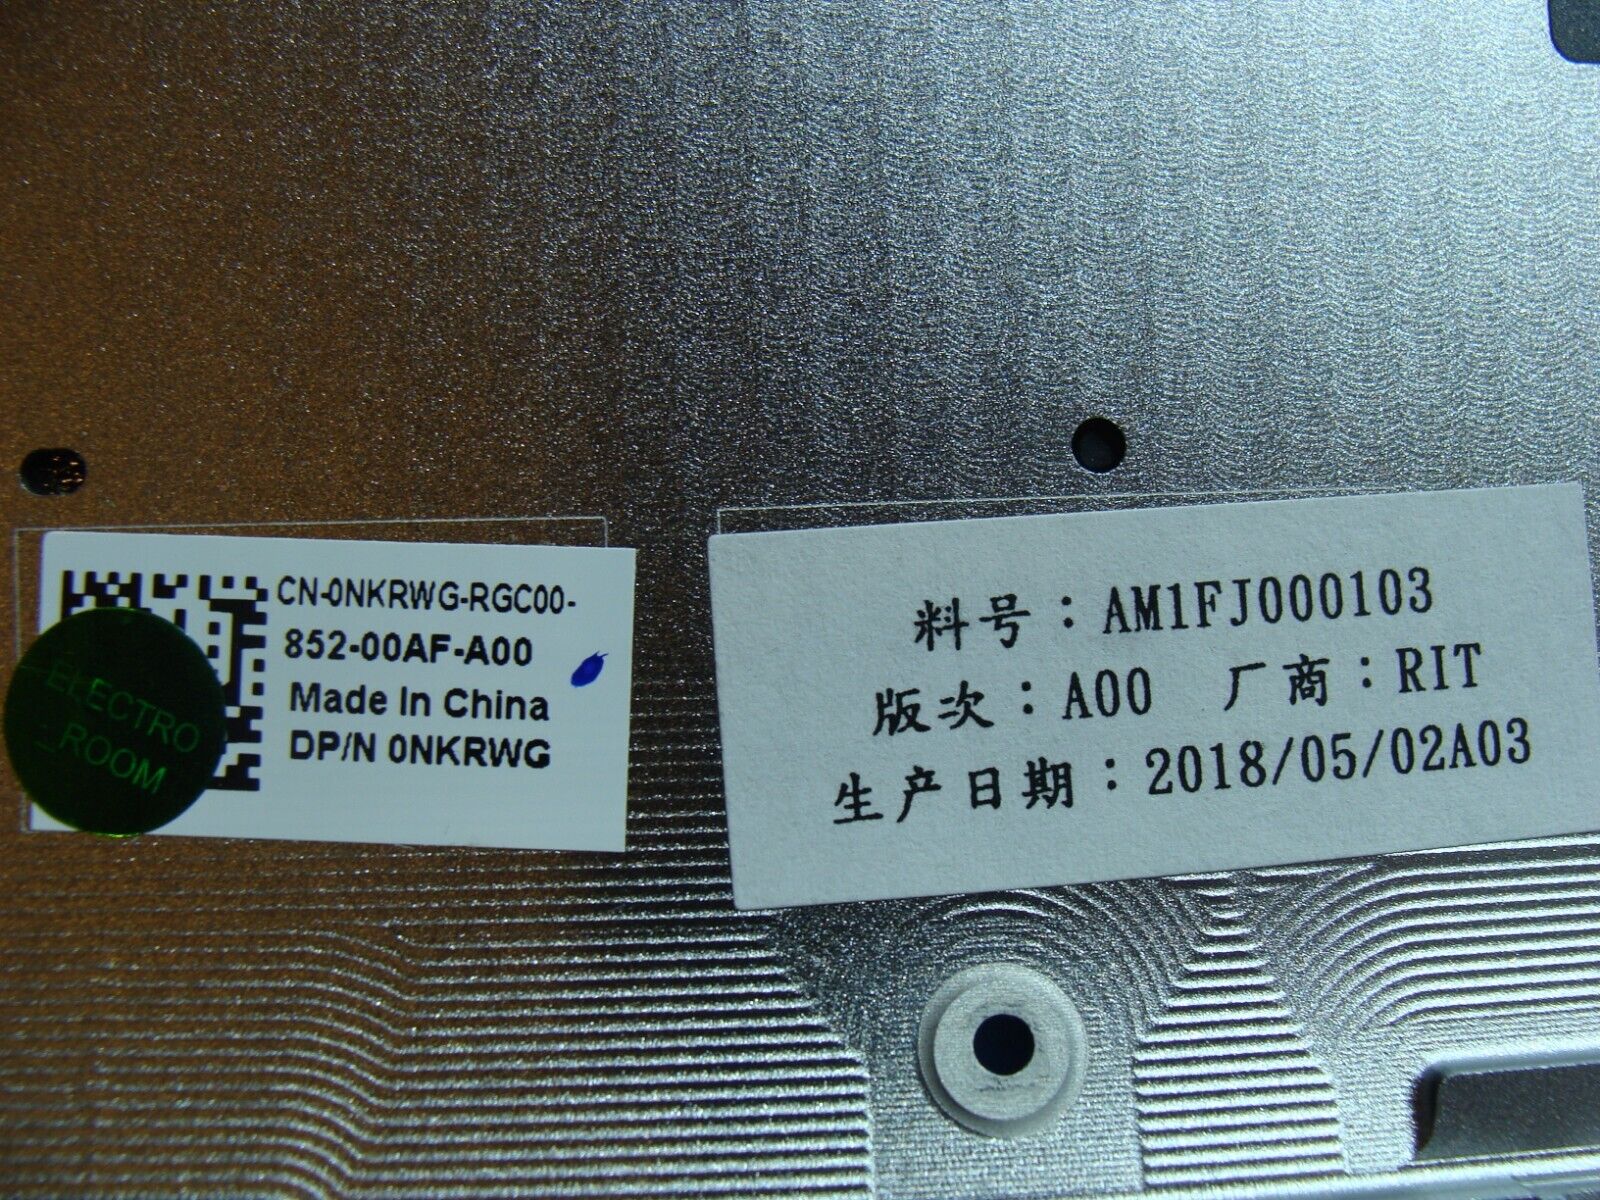 CN-0NKRWG-RGC00-
852-00AF-A00
Made In China
DP/N 0NKRWG
ELECTRO
_ROOM
料号：AM1FJ000103
版次：A00 厂商：RIT
生产日期：2018/05/02A03